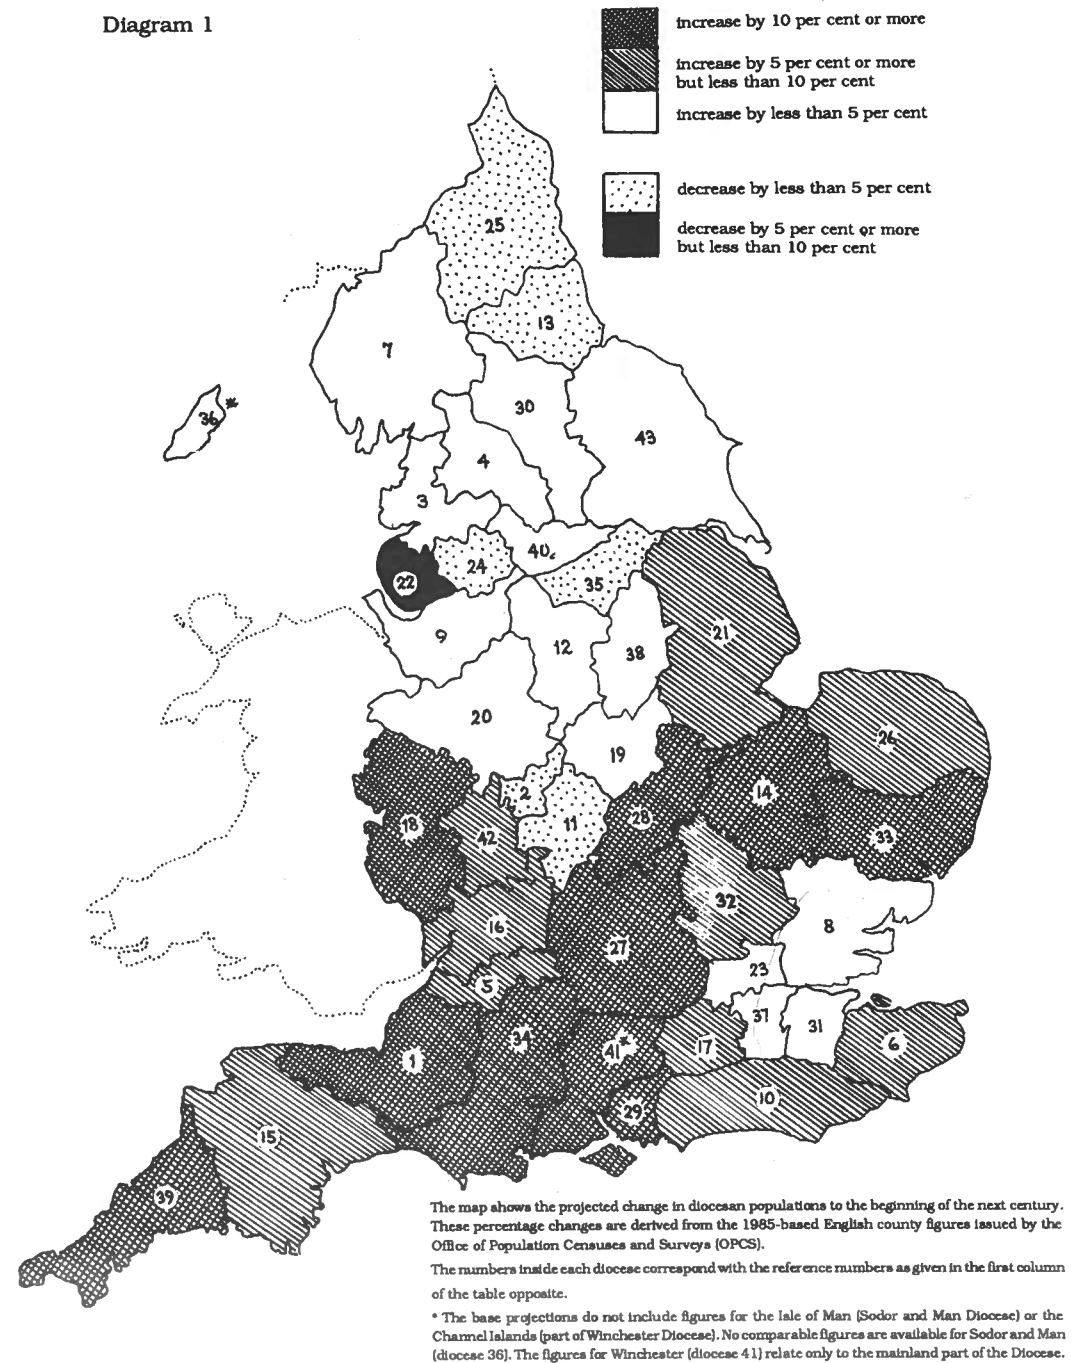 Diagram 1
increase by 10 per cent or more
increase by 5 per cent or more
but less than 10 per cent
increase by less than 5 per cent
decrease by less than 5 per cent
decrease by 5 per cent or more
but less than 10 per cent
25
13
7
36*
30
43
4
3
40
24
35
22
9
12
38
21
20
19
26
2
14
28
11
18
42
33
32
16
27
8
23
5
37
31
34
41*
17
6
1
10
29
15
39
The map shows the projected change in diocesan populations to the beginning of the next century.
These percentage changes are derived from the 1985-based English county figures issued by the
Office of Population Censuses and Surveys (OPCS).
The numbers inside each diocese correspond with the reference numbers as given in the first column
of the table opposite.
* The base projections do not include figures for the Isle of Man (Sodor and Man Diocese) or the
Channel Islands (part of Winchester Diocese). No comparable figures are available for Sodor and Man
(diocese 36). The figures for Winchester (diocese 41) relate only to the mainland part of the Diocese.